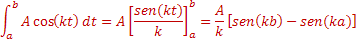 ∫_a^b A cos(kt) dt = A [sen(kt)/k]_a^b = A/k [sen(kb) − sen(ka)]